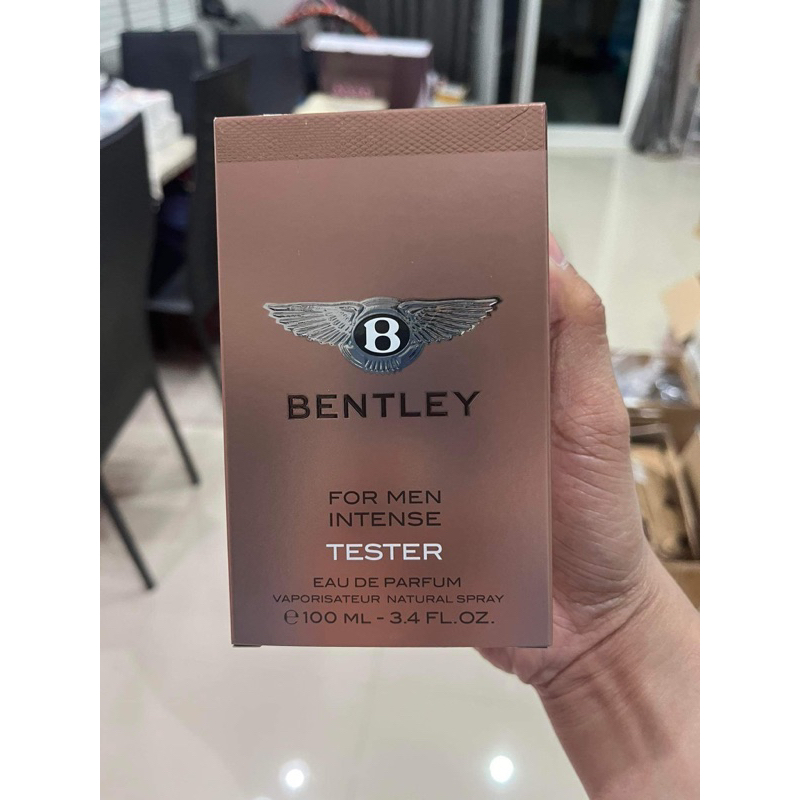 B
BENTLEY
FOR MEN
INTENSE
TESTER
EAU DE PARFUM
VAPORISATEUR NATURAL SPRAY
℮ 100 ML - 3.4 FL.OZ.